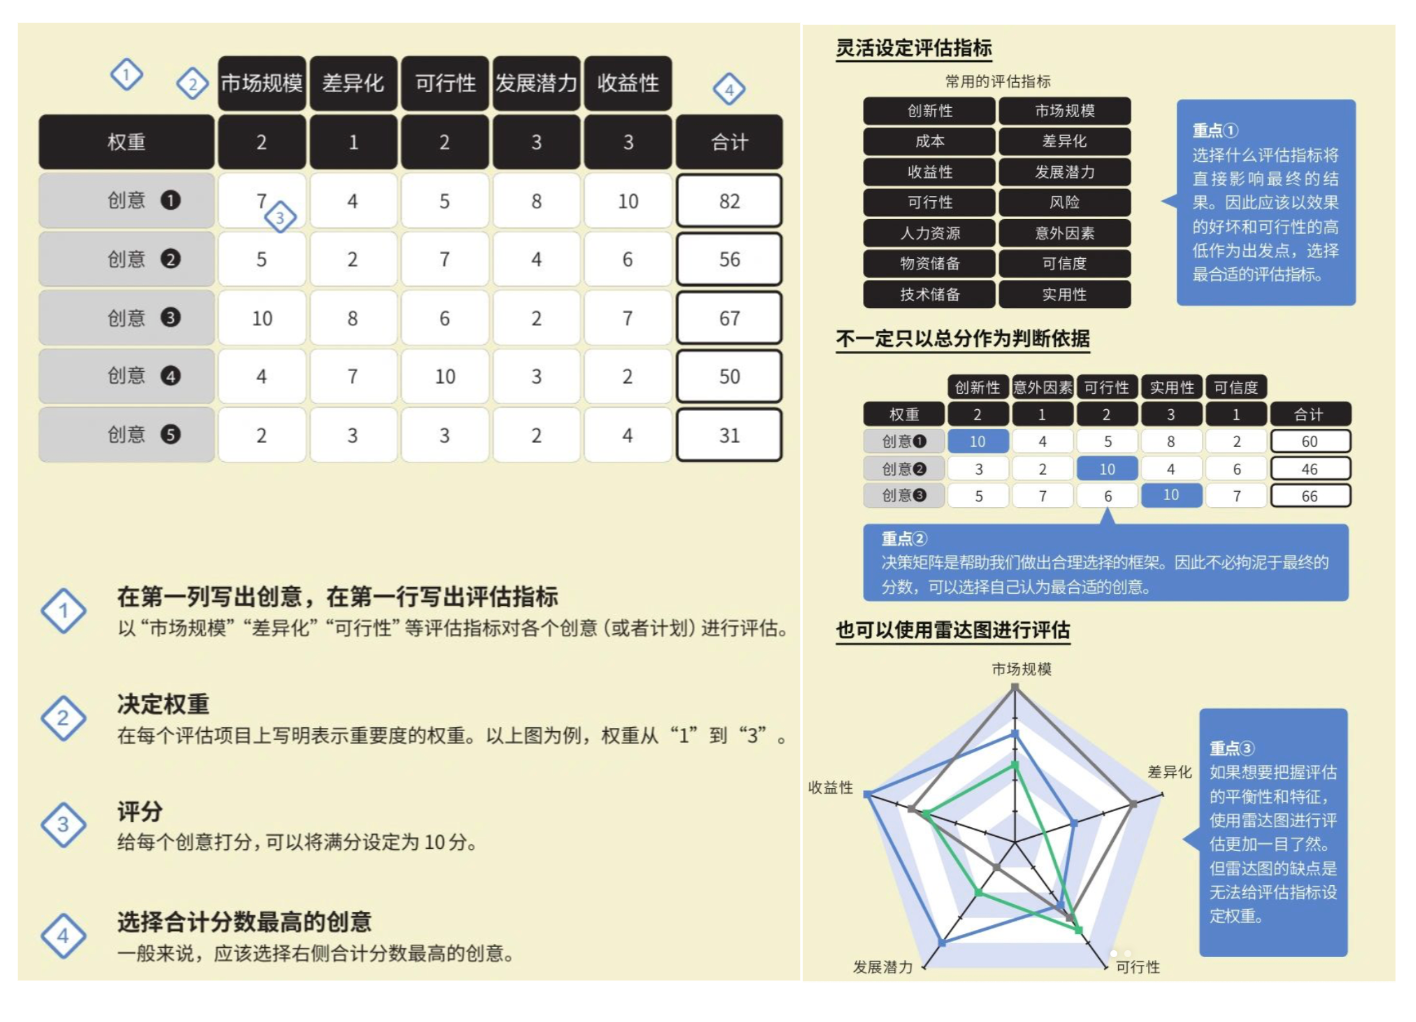 1 2 市场规模 差异化 可行性 发展潜力 收益性 4
权重 2 1 2 3 3 合计
创意 ❶ 7 4 5 8 10 82
3
创意 ❷ 5 2 7 4 6 56
创意 ❸ 10 8 6 2 7 67
创意 ❹ 4 7 10 3 2 50
创意 ❺ 2 3 3 2 4 31
1 在第一列写出创意，在第一行写出评估指标
以“市场规模”“差异化”“可行性”等评估指标对各个创意（或者计划）进行评估。
2 决定权重
在每个评估项目上写明表示重要度的权重。以上图为例，权重从“1”到“3”。
3 评分
给每个创意打分，可以将满分设定为 10 分。
4 选择合计分数最高的创意
一般来说，应该选择右侧合计分数最高的创意。
灵活设定评估指标
常用的评估指标
创新性 市场规模
成本 差异化
收益性 发展潜力
可行性 风险
人力资源 意外因素
物资储备 可信度
技术储备 实用性
重点①
选择什么评估指标将
直接影响最终的结
果。因此应该以效果
的好坏和可行性的高
低作为出发点，选择
最合适的评估指标。
不一定只以总分作为判断依据
创新性 意外因素 可行性 实用性 可信度
权重 2 1 2 3 1 合计
创意❶ 10 4 5 8 2 60
创意❷ 3 2 10 4 6 46
创意❸ 5 7 6 10 7 66
重点②
决策矩阵是帮助我们做出合理选择的框架。因此不必拘泥于最终的
分数，可以选择自己认为最合适的创意。
也可以使用雷达图进行评估
市场规模
差异化
收益性
发展潜力
可行性
重点③
如果想要把握评估
的平衡性和特征，
使用雷达图进行评
估更加一目了然。
但雷达图的缺点是
无法给评估指标设
定权重。